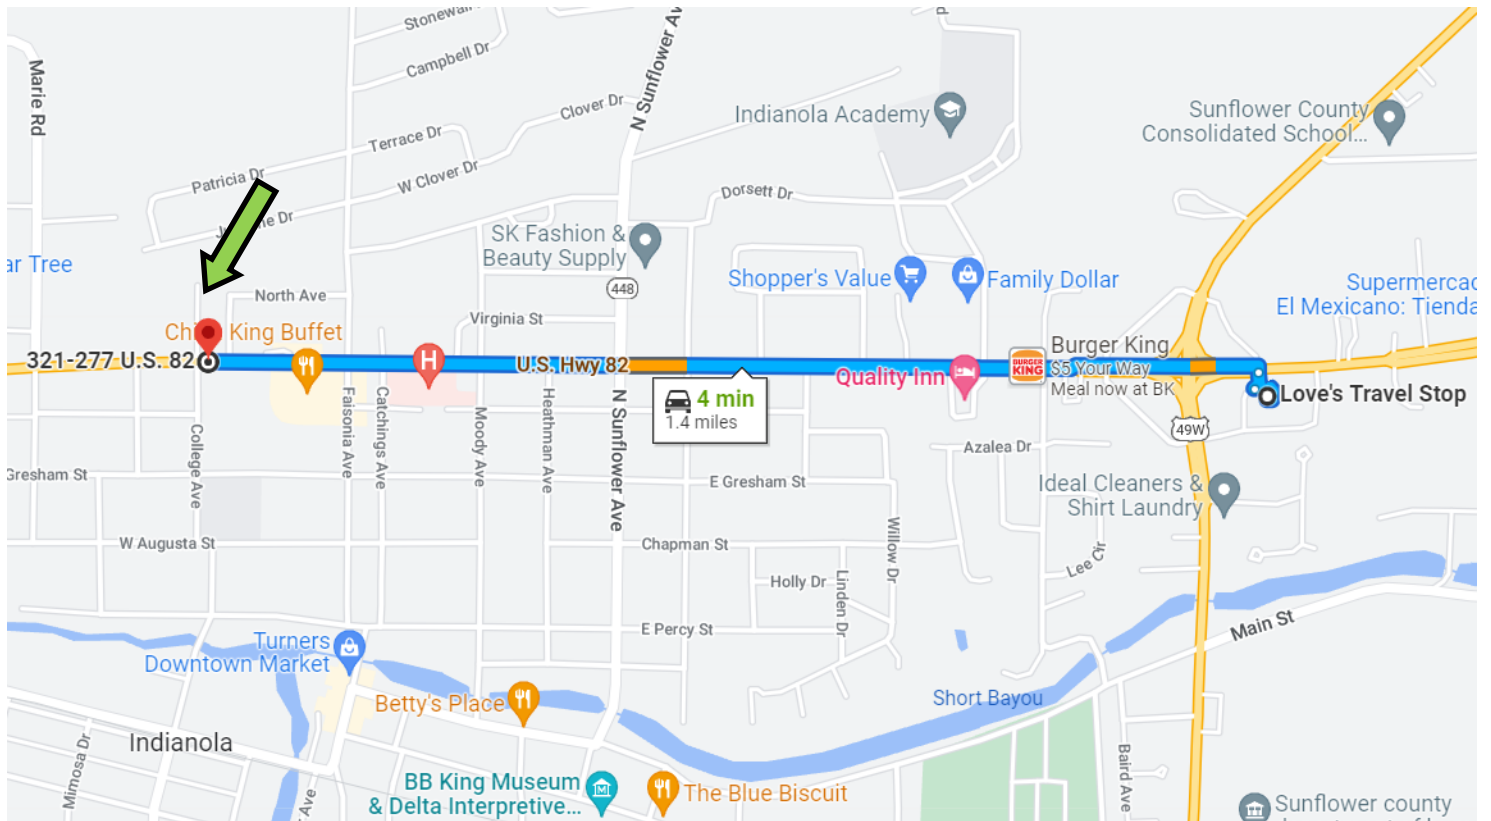 Stonewall
Campbell Dr
Marie Rd
Clover Dr
N Sunflower Av
Terrace Dr
Indianola Academy
Sunflower County
Consolidated School...
Patricia Dr
W Clover Dr
Dorsett Dr
ne Dr
SK Fashion &
Beauty Supply
ar Tree
448
Shopper's Value
Family Dollar
Supermercad
El Mexicano: Tienda
North Ave
Virginia St
Chi King Buffet
321-277 U.S. 82
H
U.S. Hwy 82
Burger King
$5 Your Way
Meal now at BK
BURGER
KING
Quality Inn
4 min
1.4 miles
Love's Travel Stop
49W
College Ave
Faisonia Ave
Catchings Ave
Moody Ave
Heathman Ave
N Sunflower Ave
Azalea Dr
Gresham St
E Gresham St
Ideal Cleaners &
Shirt Laundry
W Augusta St
Chapman St
Willow Dr
Holly Dr
Linden Dr
Lee Cir
E Percy St
Main St
Turners
Downtown Market
Betty's Place
Short Bayou
Indianola
Mimosa Dr
Ave
BB King Museum
& Delta Interpretive...
The Blue Biscuit
Baird Ave
Sunflower county